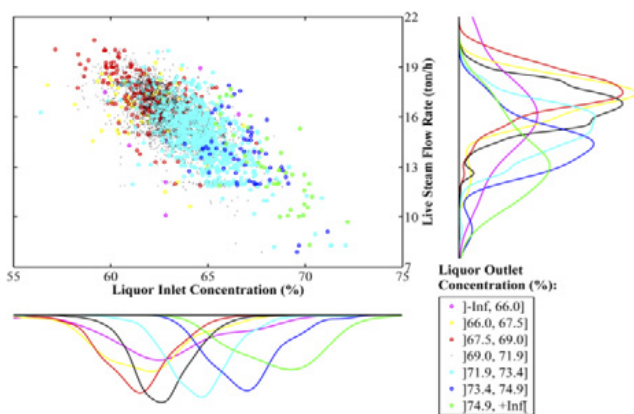 22
19
16
13
10
7
Live Steam Flow Rate (ton/h)
55 60 65 70 75
Liquor Inlet Concentration (%)
Liquor Outlet
Concentration (%):
]-Inf, 66.0]
]66.0, 67.5]
]67.5, 69.0]
]69.0, 71.9]
]71.9, 73.4]
]73.4, 74.9]
]74.9, +Inf[